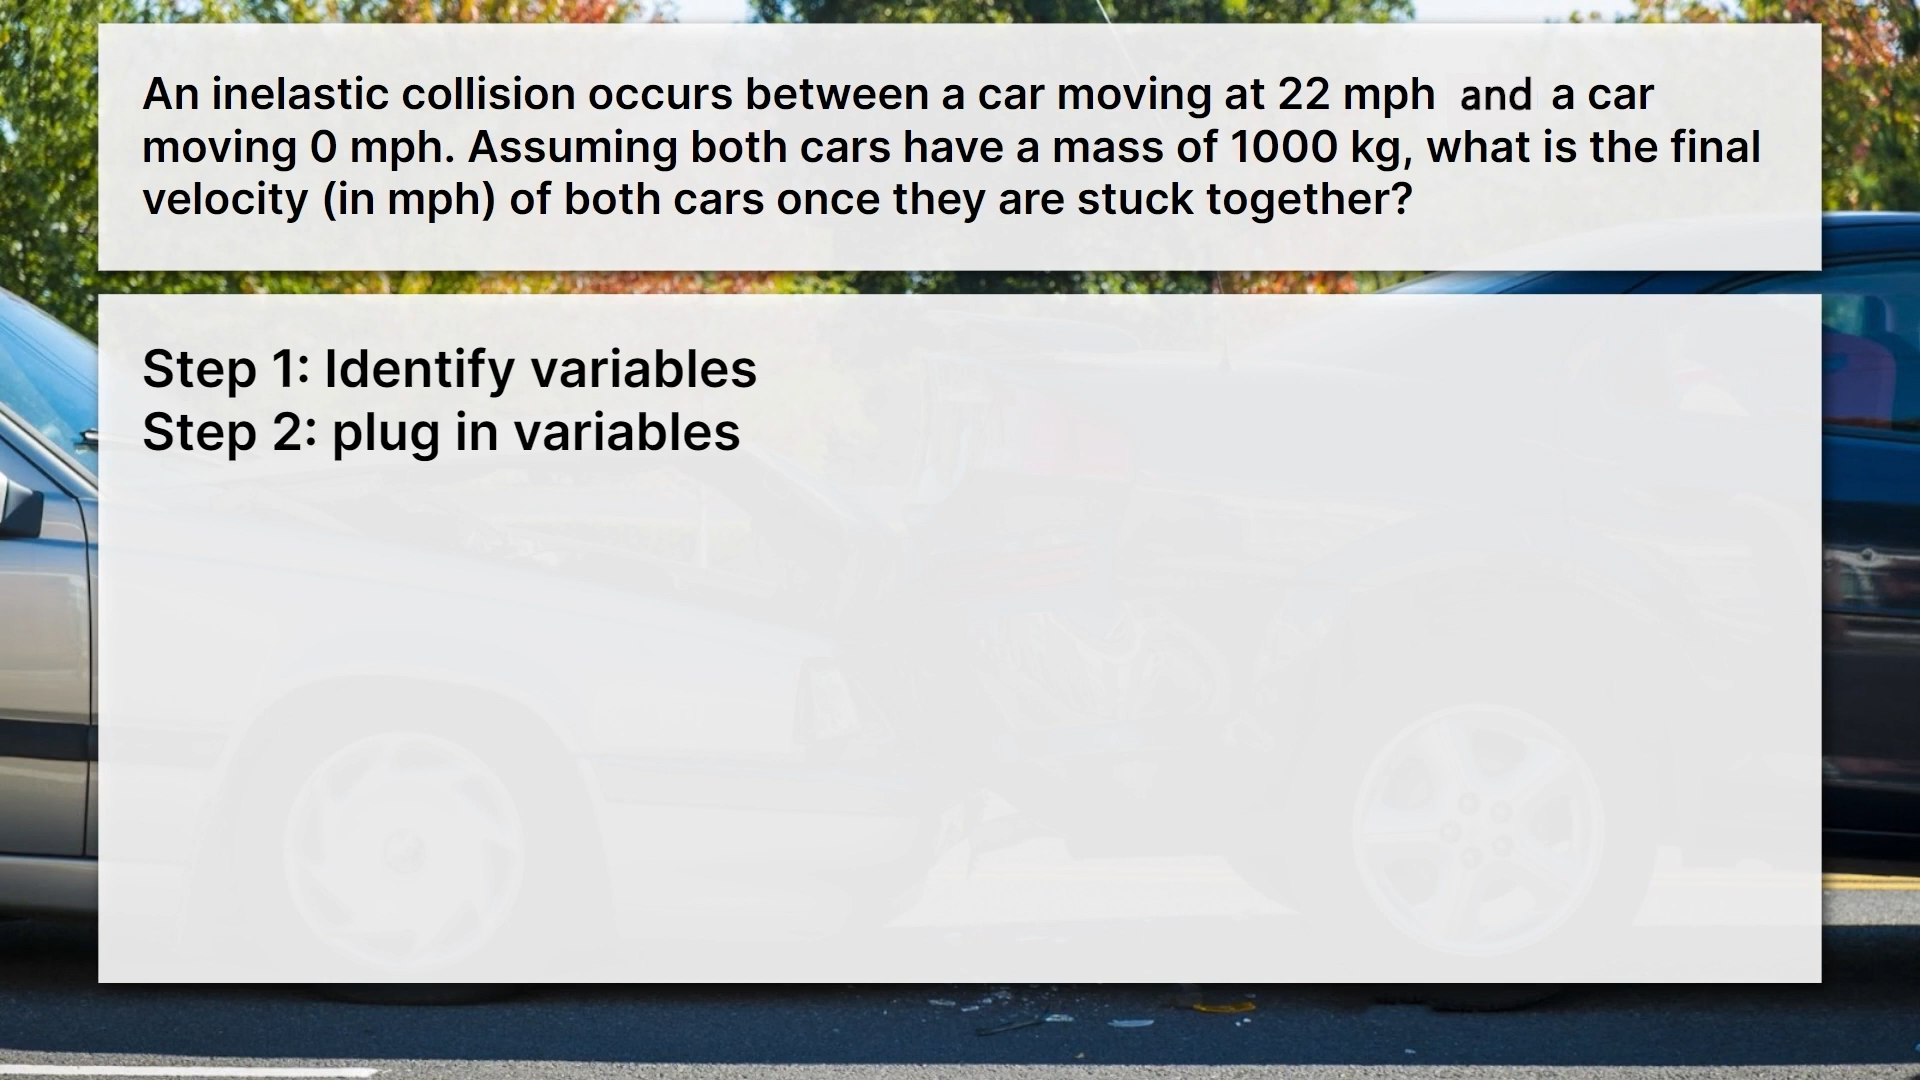 An inelastic collision occurs between a car moving at 22 mph and a car
moving 0 mph. Assuming both cars have a mass of 1000 kg, what is the final
velocity (in mph) of both cars once they are stuck together?
Step 1: Identify variables
Step 2: plug in variables